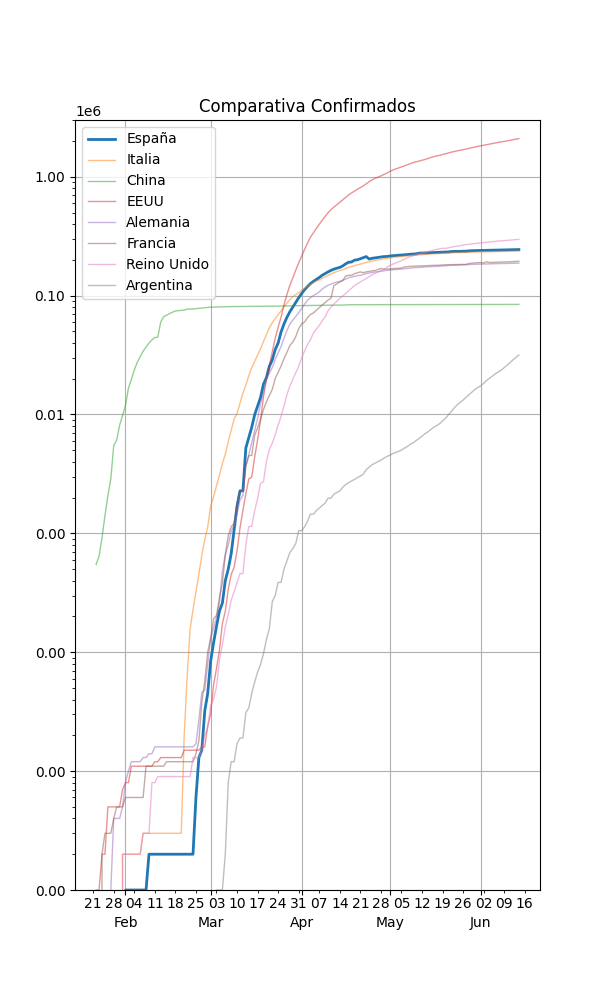 Comparativa Confirmados
1e6
España
Italia
China
EEUU
Alemania
Francia
Reino Unido
Argentina
1.00
0.10
0.01
0.00
0.00
0.00
0.00
21 28 04 11 18 25 03 10 17 24 31 07 14 21 28 05 12 19 26 02 09 16
Feb Mar Apr May Jun